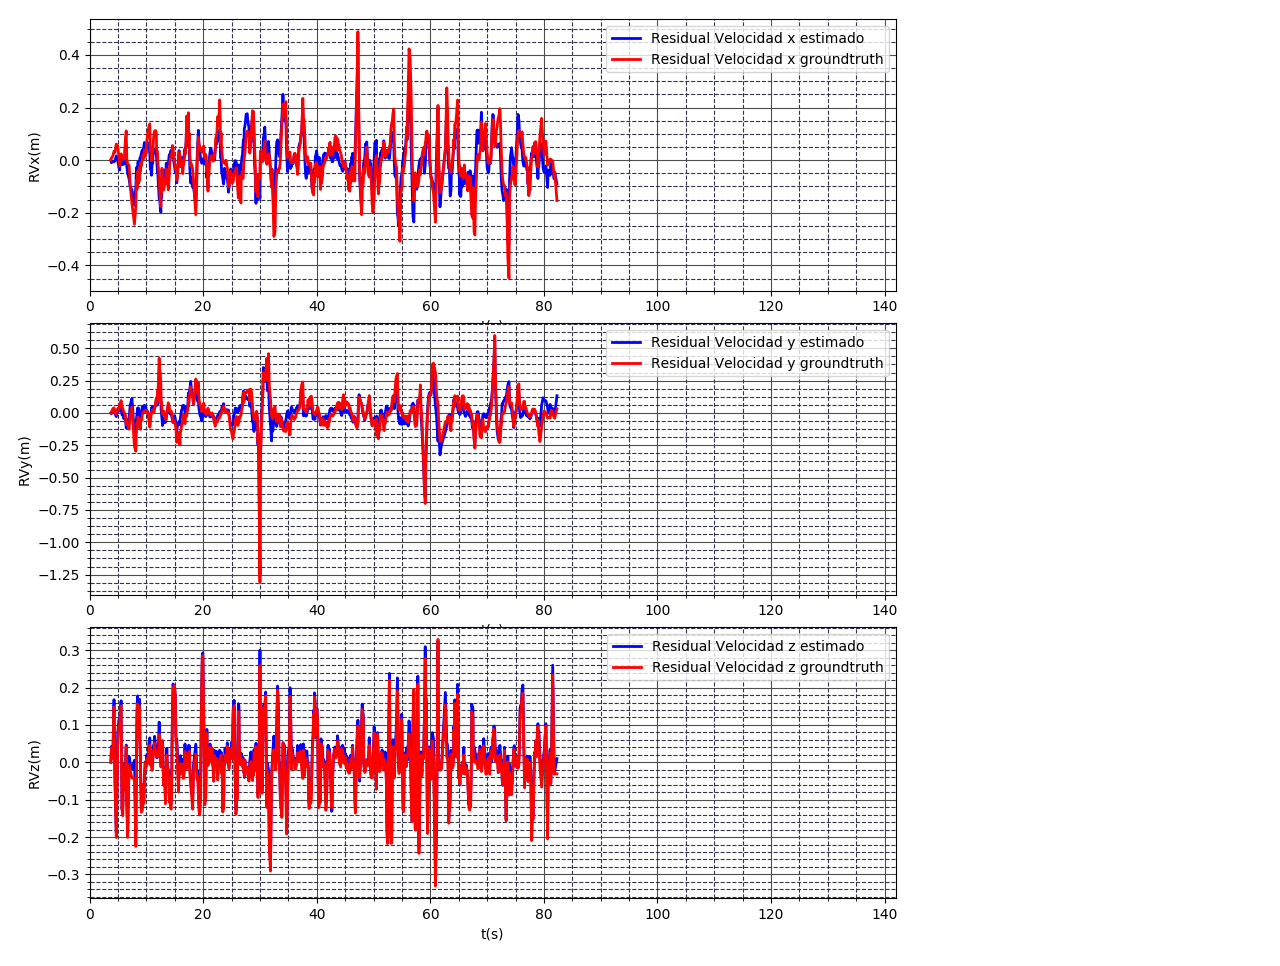 Residual Velocidad x estimado
Residual Velocidad x groundtruth
RVx(m)
0.4
0.2
0.0
−0.2
−0.4
0 20 40 60 80 100 120 140
Residual Velocidad y estimado
Residual Velocidad y groundtruth
RVy(m)
0.50
0.25
0.00
−0.25
−0.50
−0.75
−1.00
−1.25
0 20 40 60 80 100 120 140
Residual Velocidad z estimado
Residual Velocidad z groundtruth
RVz(m)
0.3
0.2
0.1
0.0
−0.1
−0.2
−0.3
0 20 40 60 80 100 120 140
t(s)